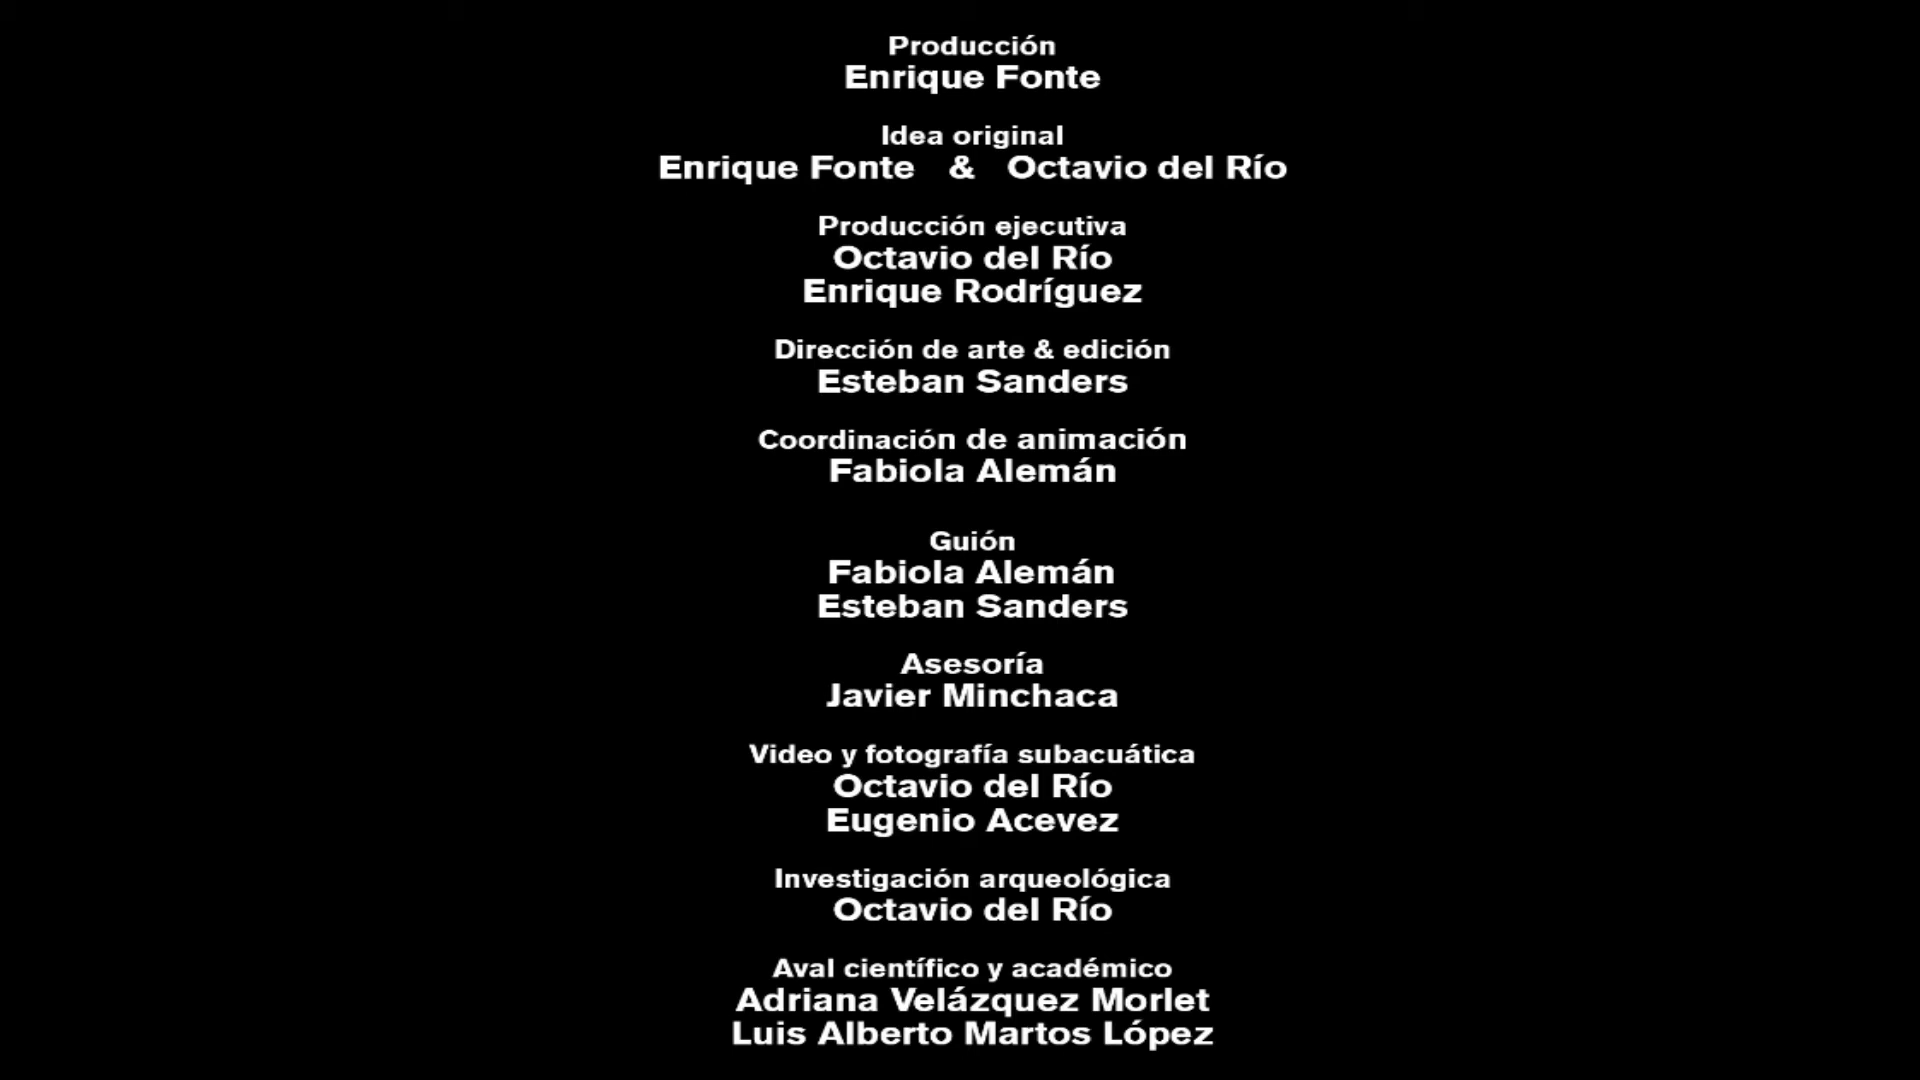 Producción
Enrique Fonte
Idea original
Enrique Fonte & Octavio del Río
Producción ejecutiva
Octavio del Río
Enrique Rodríguez
Dirección de arte & edición
Esteban Sanders
Coordinación de animación
Fabiola Alemán
Guión
Fabiola Alemán
Esteban Sanders
Asesoría
Javier Minchaca
Video y fotografía subacuática
Octavio del Río
Eugenio Acevez
Investigación arqueológica
Octavio del Río
Aval científico y académico
Adriana Velázquez Morlet
Luis Alberto Martos López